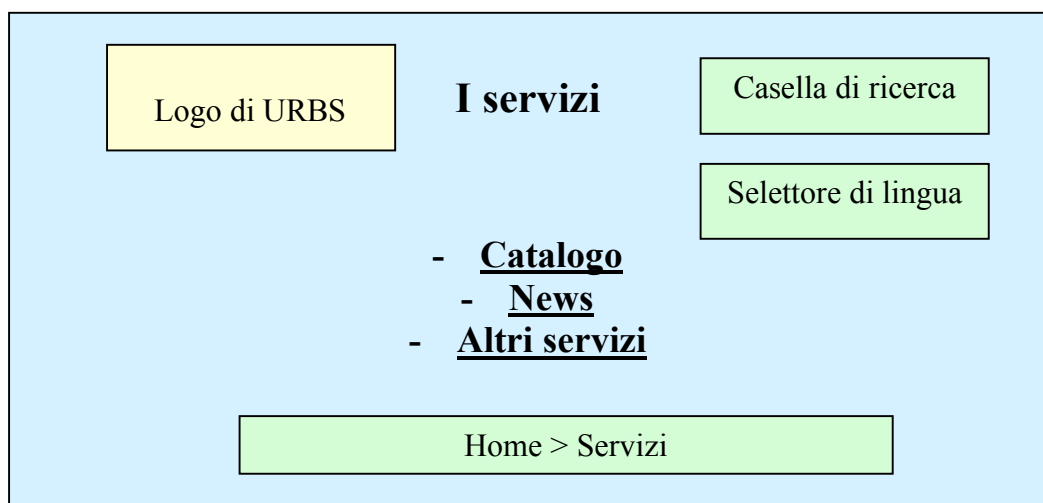 Logo di URBS
I servizi
Casella di ricerca
Selettore di lingua
- Catalogo
- News
- Altri servizi
Home > Servizi